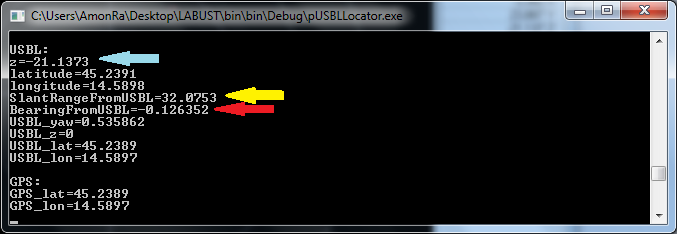 C:\Users\AmonRa\Desktop\LABUST\bin\bin\Debug\pUSBLLocator.exe
USBL:
z=-21.1373
latitude=45.2391
longitude=14.5898
SlantRangeFromUSBL=32.0753
BearingFromUSBL=-0.126352
USBL_yaw=0.535862
USBL_z=0
USBL_lat=45.2389
USBL_lon=14.5897
GPS:
GPS_lat=45.2389
GPS_lon=14.5897